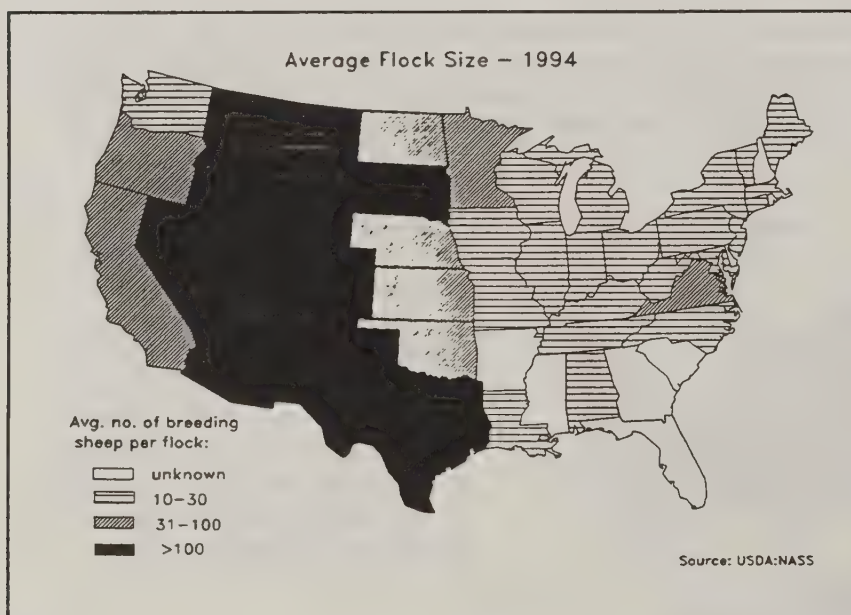 Average Flock Size – 1994
Avg. no. of breeding
sheep per flock:
unknown
10-30
31-100
>100
Source: USDA:NASS